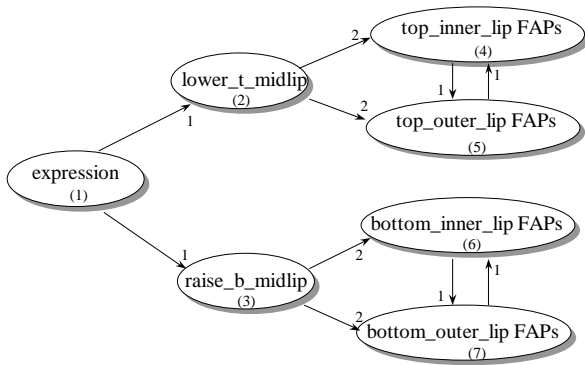 top_inner_lip FAPs
(4)
2
lower_t_midlip
(2)
1
1
2
top_outer_lip FAPs
(5)
1
expression
(1)
bottom_inner_lip FAPs
(6)
1
2
1
raise_b_midlip
(3)
1
2
bottom_outer_lip FAPs
(7)